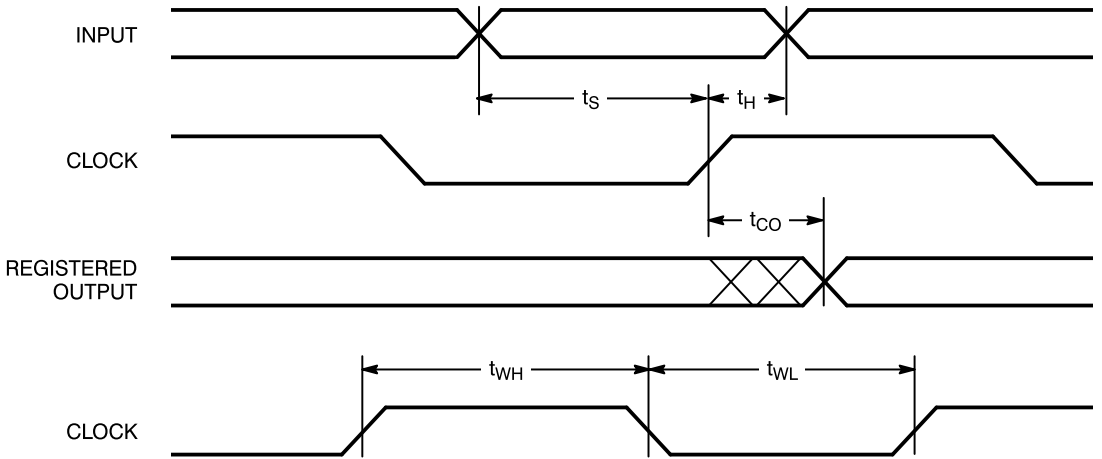 INPUT
tS
tH
CLOCK
tCO
REGISTERED
OUTPUT
tWH
tWL
CLOCK